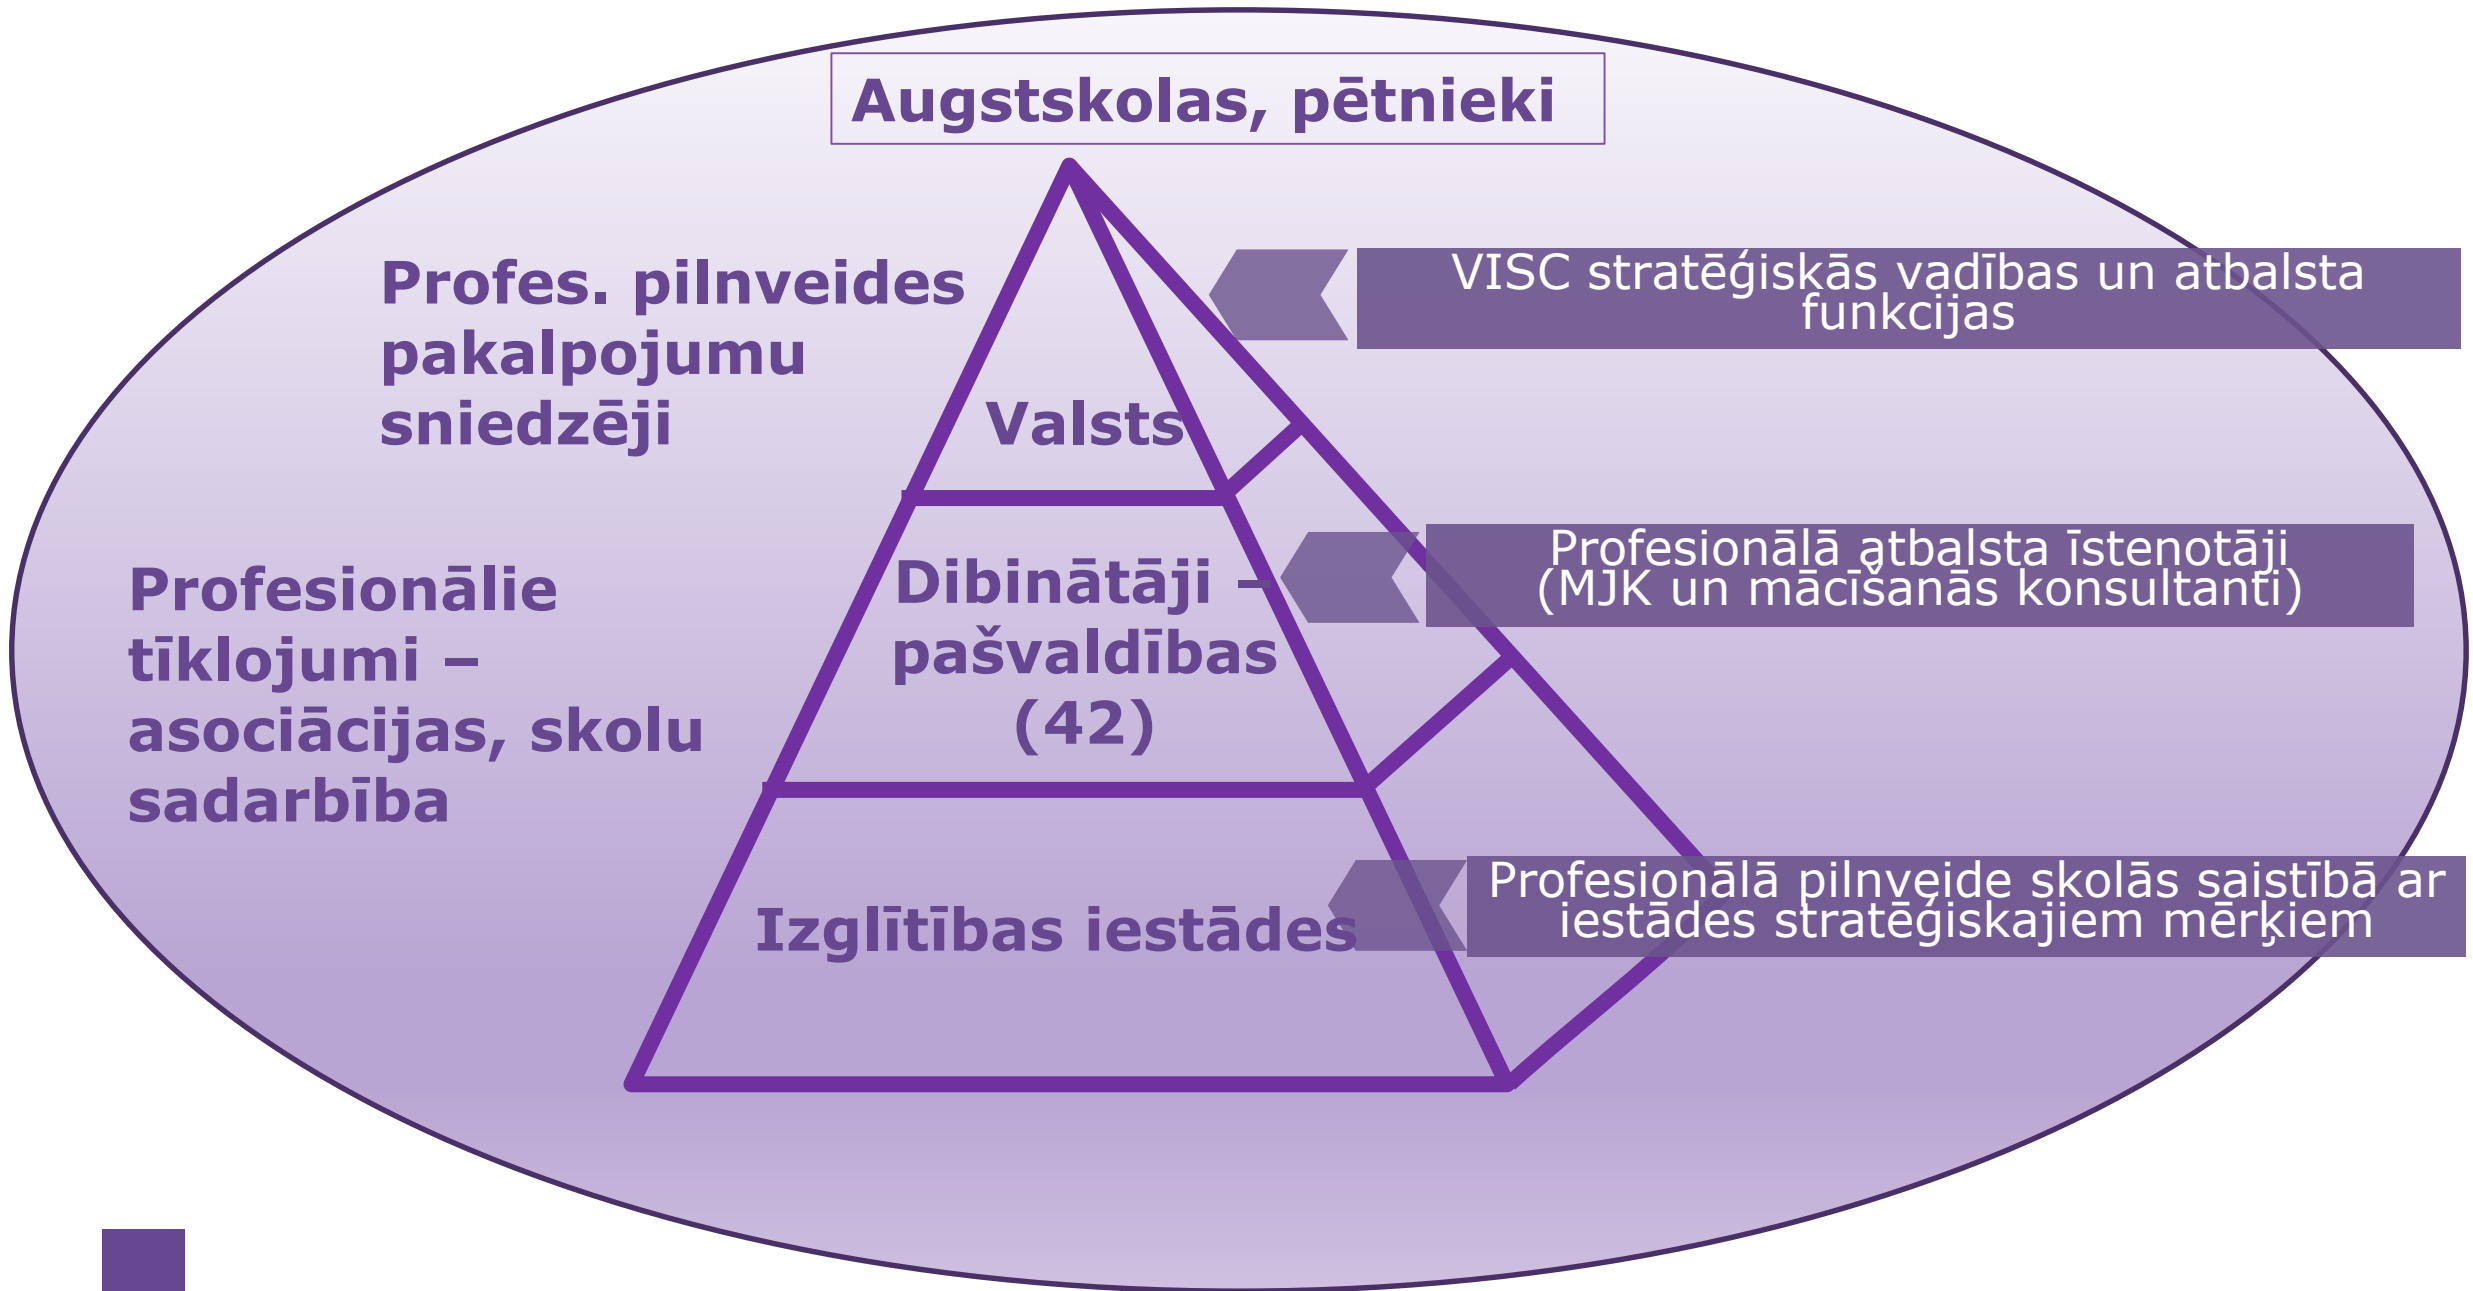 Augstskolas, pētnieki
Profes. pilnveides
pakalpojumu
sniedzēji
VISC stratēģiskās vadības un atbalsta
funkcijas
Valsts
Profesionālie
tīklojumi –
asociācijas, skolu
sadarbība
Dibinātāji –
pašvaldības
(42)
Profesionālā atbalsta īstenotāji
(MJK un mācīšanās konsultanti)
Izglītības iestādes
Profesionālā pilnveide skolās saistībā ar
iestādes stratēģiskajiem mērķiem